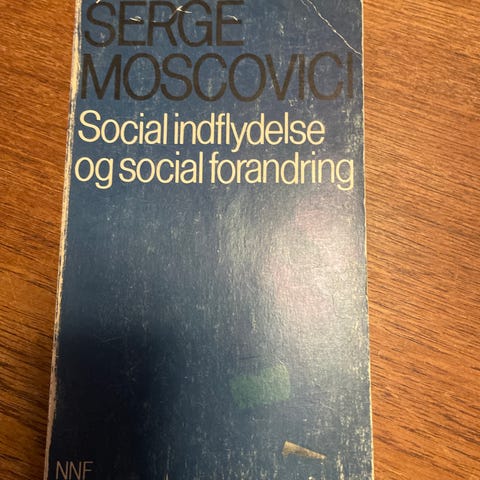 SERGE
MOSCOVICI
Social indflydelse
og social forandring
NNF